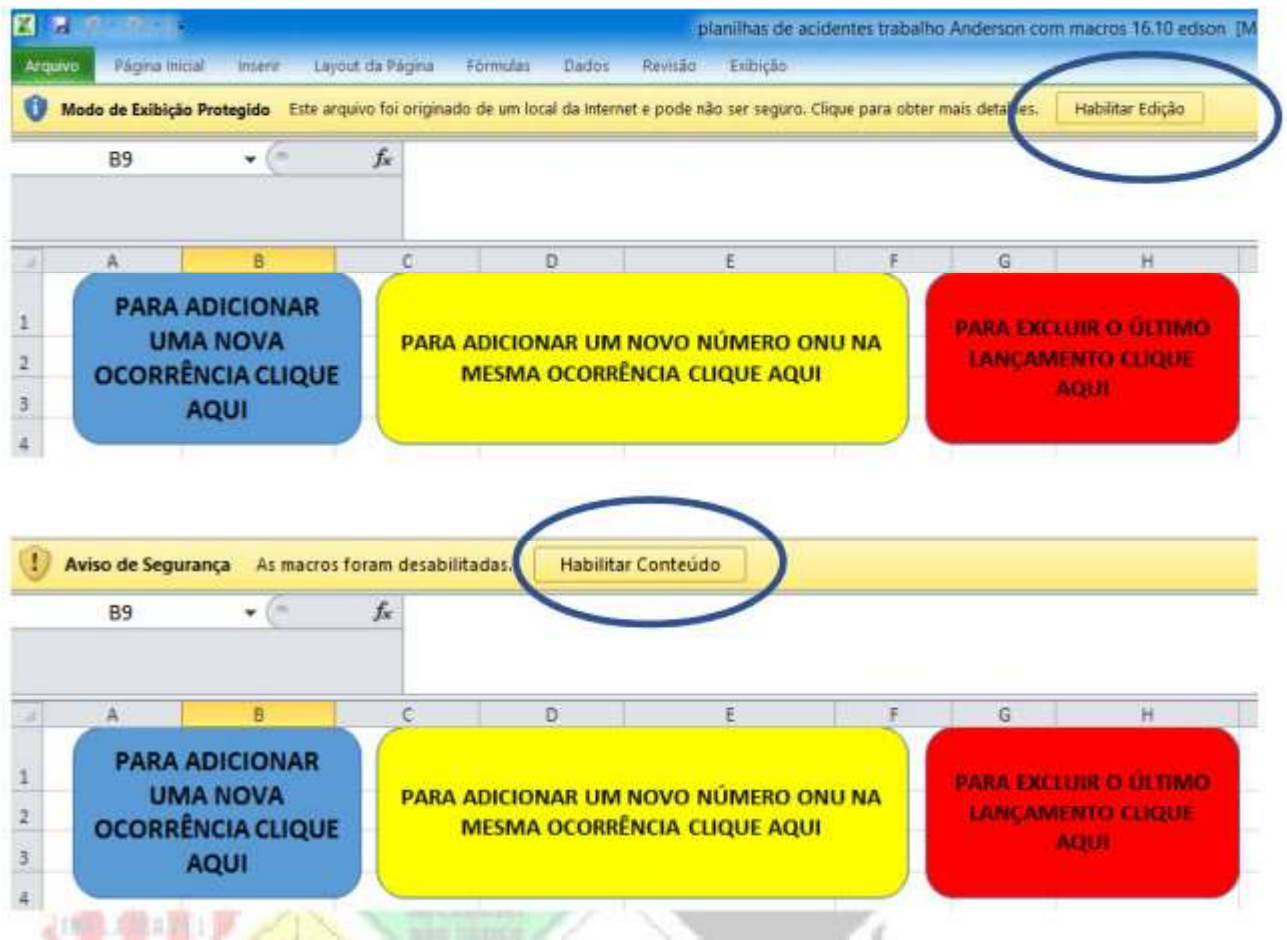 planilhas de acidentes trabalho Anderson com macros 16.10 edson [M
Arquivo Página Inicial Inserir Layout da Página Fórmulas Dados Revisão Exibição
Modo de Exibição Protegido Este arquivo foi originado de um local da Internet e pode não ser seguro. Clique para obter mais detalhes. Habilitar Edição
B9 fx
A B C D E F G H
1
2
3
4
PARA ADICIONAR
UMA NOVA
OCORRÊNCIA CLIQUE
AQUI
PARA ADICIONAR UM NOVO NÚMERO ONU NA
MESMA OCORRÊNCIA CLIQUE AQUI
PARA EXCLUIR O ÚLTIMO
LANÇAMENTO CLIQUE
AQUI
Aviso de Segurança As macros foram desabilitadas. Habilitar Conteúdo
B9 fx
A B C D E F G H
1
2
3
4
PARA ADICIONAR
UMA NOVA
OCORRÊNCIA CLIQUE
AQUI
PARA ADICIONAR UM NOVO NÚMERO ONU NA
MESMA OCORRÊNCIA CLIQUE AQUI
PARA EXCLUIR O ÚLTIMO
LANÇAMENTO CLIQUE
AQUI